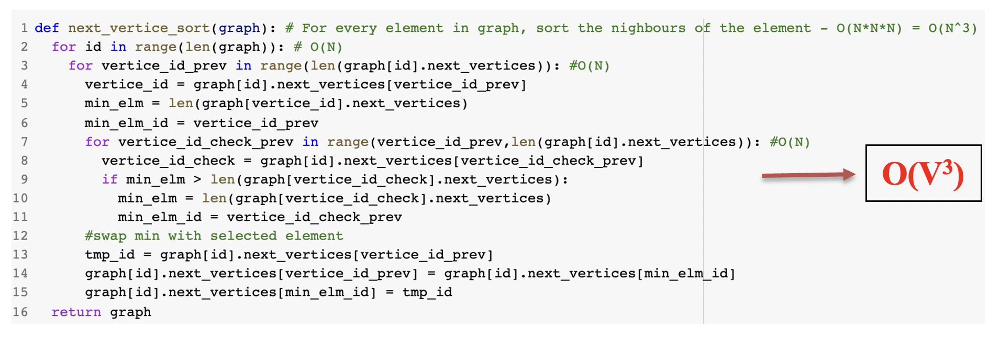 1 def next_vertice_sort(graph): # For every element in graph, sort the nighbours of the element - O(N*N*N) = O(N^3)
2   for id in range(len(graph)): # O(N)
3     for vertice_id_prev in range(len(graph[id].next_vertices)): #O(N)
4       vertice_id = graph[id].next_vertices[vertice_id_prev]
5       min_elm = len(graph[vertice_id].next_vertices)
6       min_elm_id = vertice_id_prev
7       for vertice_id_check_prev in range(vertice_id_prev,len(graph[id].next_vertices)): #O(N)
8         vertice_id_check = graph[id].next_vertices[vertice_id_check_prev]
9         if min_elm > len(graph[vertice_id_check].next_vertices):
10           min_elm = len(graph[vertice_id_check].next_vertices)
11           min_elm_id = vertice_id_check_prev
12       #swap min with selected element
13       tmp_id = graph[id].next_vertices[vertice_id_prev]
14       graph[id].next_vertices[vertice_id_prev] = graph[id].next_vertices[min_elm_id]
15       graph[id].next_vertices[min_elm_id] = tmp_id
16   return graph
O(V³)